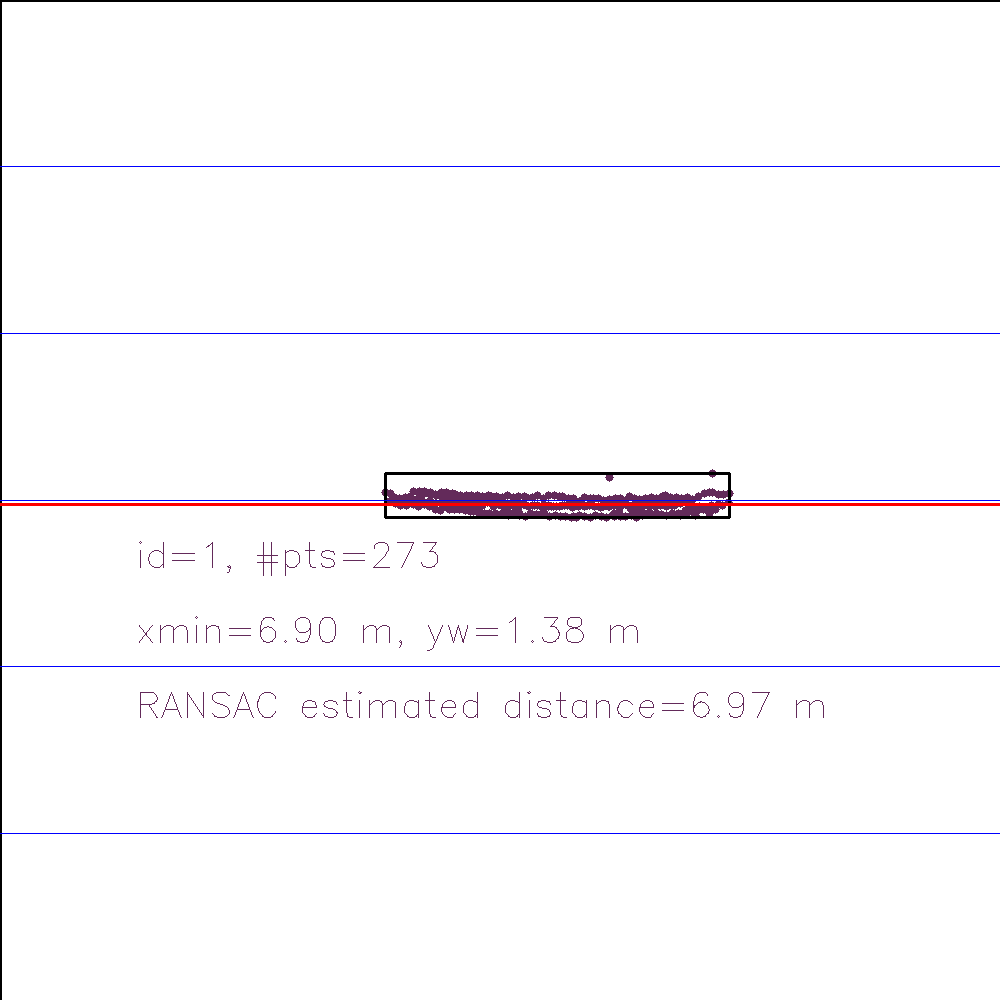 id=1, #pts=273
xmin=6.90 m, yw=1.38 m
RANSAC estimated distance=6.97 m